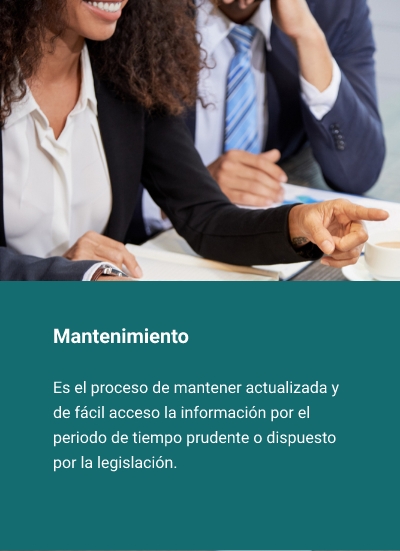 Mantenimiento
Es el proceso de mantener actualizada y
de fácil acceso la información por el
periodo de tiempo prudente o dispuesto
por la legislación.